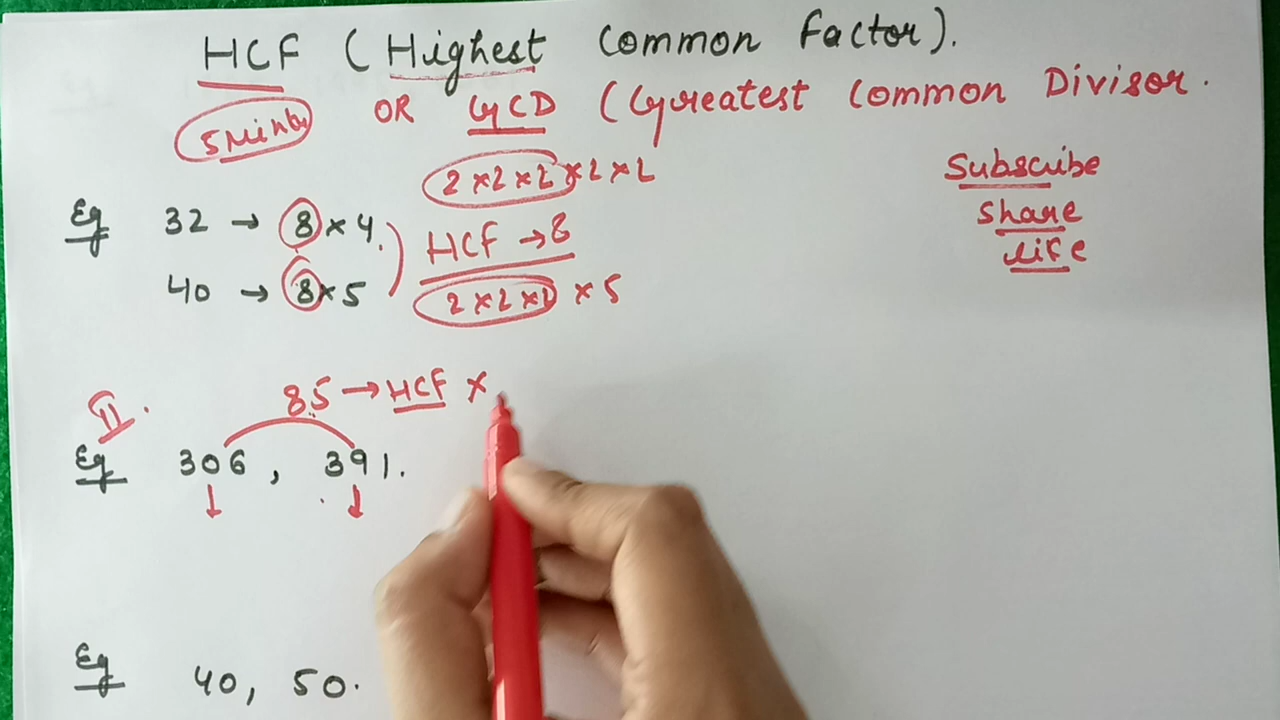 HCF (Highest Common Factor).
5 Minutes OR GCD (Greatest Common Divisor.
2×2×2×2×2
Subscribe
Share
Eg 32 → 8×4.
HCF → 8
Like
40 → 8×5
2×2×2 × 5
II.
85 → HCF ×
Eg 306, 391.
↓ ↓
Eg 40, 50.